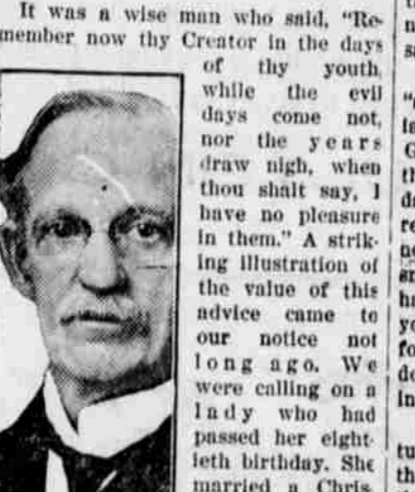 It was a wise man who said, "Re-
member now thy Creator in the days
of thy youth,
while the evil
days come not,
nor the years
draw nigh, when
thou shalt say, I
have no pleasure
in them." A strik-
ing illustration of
the value of this
advice came to
our notice not
long ago. We
were calling on a
lady who had
passed her eight-
ieth birthday. She
married a Chris-